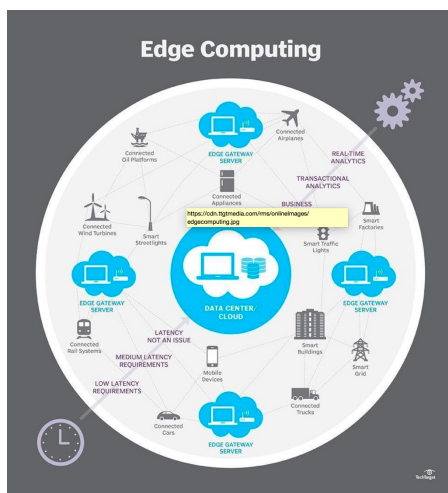 Edge Computing
Connected
Oil Platforms
EDGE GATEWAY
SERVER
Connected
Airplanes
REAL-TIME
ANALYTICS
TRANSACTIONAL
ANALYTICS
BUSINESS
Connected
Wind Turbines
Smart
Streetlights
Connected
Appliances
https://cdn.ttgtmedia.com/rms/onlineImages/
edgecomputing.jpg
Smart Traffic
Lights
Smart
Factories
EDGE GATEWAY
SERVER
DATA CENTER/
CLOUD
EDGE GATEWAY
SERVER
Connected
Rail Systems
LATENCY
NOT AN ISSUE
MEDIUM LATENCY
REQUIREMENTS
LOW LATENCY
REQUIREMENTS
Mobile
Devices
Smart
Buildings
Smart
Grid
Connected
Cars
EDGE GATEWAY
SERVER
Connected
Trucks
TechTarget